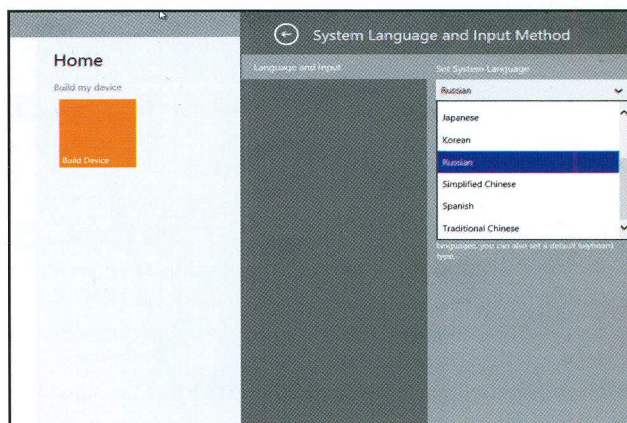 System Language and Input Method
Home
Build my device
Build Device
Language and Input
Set System Language
Russian
Japanese
Korean
Russian
Simplified Chinese
Spanish
Traditional Chinese
languages, you can also set a default keyboard
type.